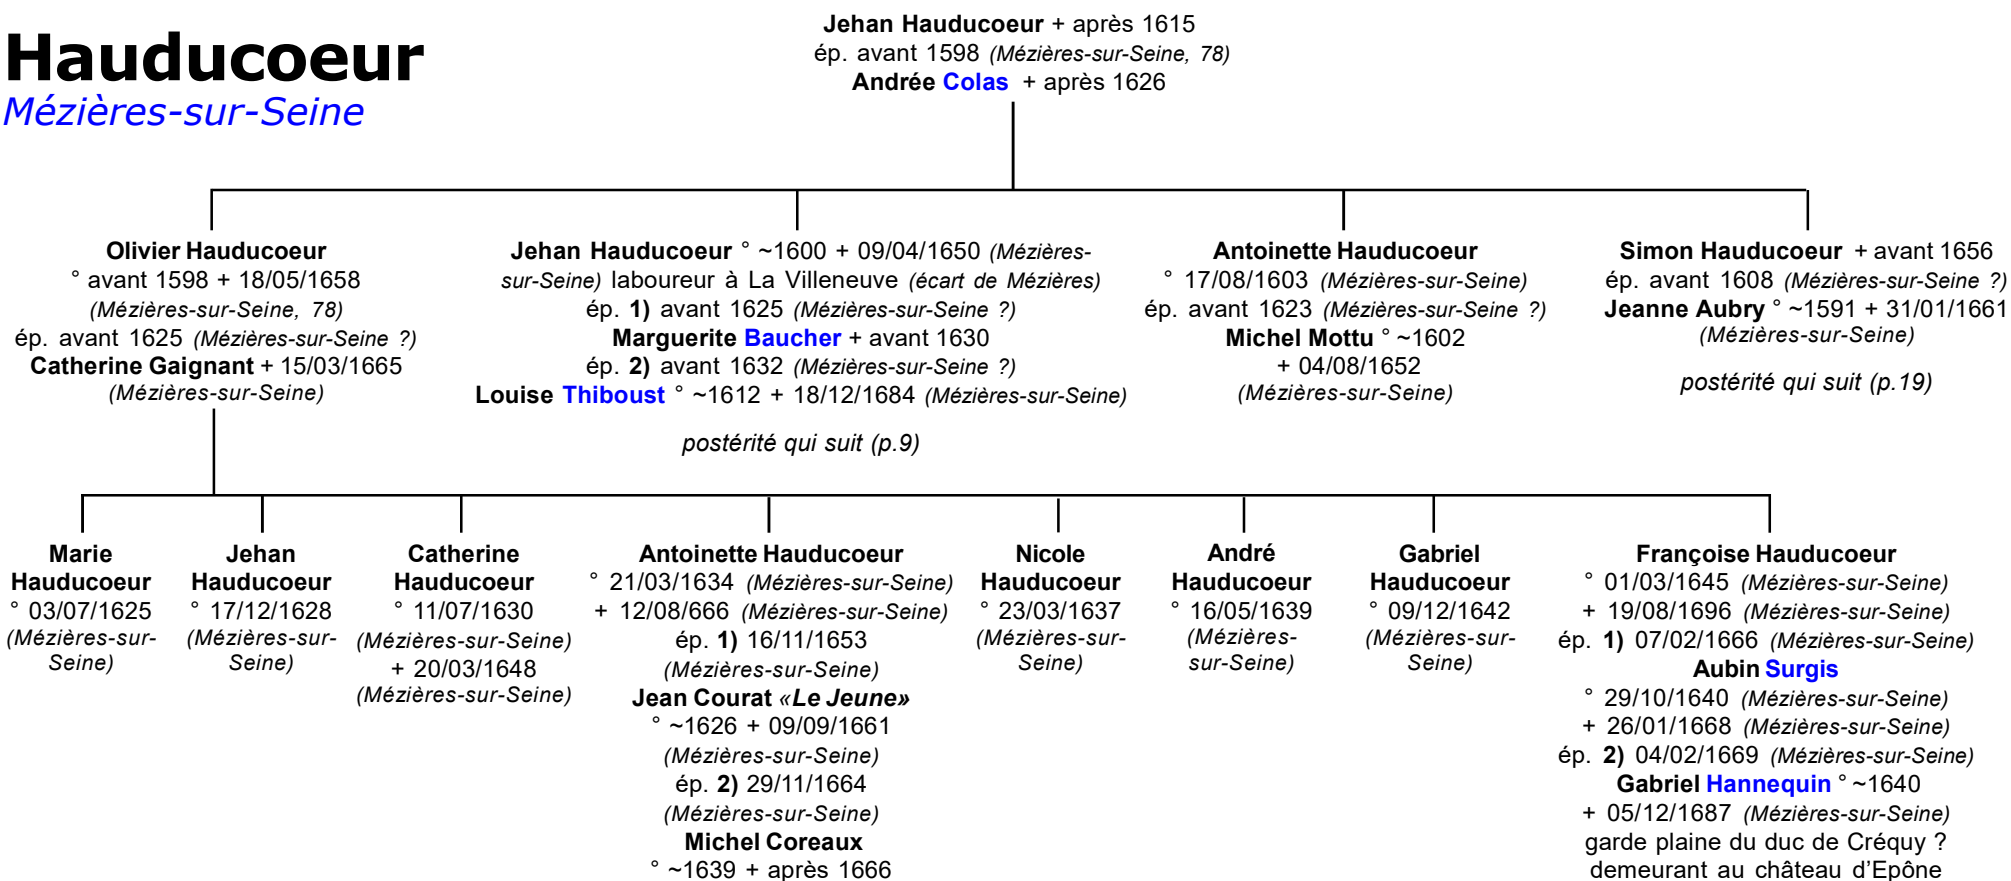 Hauducoeur
Mézières-sur-Seine
Jehan Hauducoeur + après 1615
ép. avant 1598 (Mézières-sur-Seine, 78)
Andrée Colas + après 1626
Olivier Hauducoeur
° avant 1598 + 18/05/1658
(Mézières-sur-Seine, 78)
ép. avant 1625 (Mézières-sur-Seine ?)
Catherine Gaignant + 15/03/1665
(Mézières-sur-Seine)
Jehan Hauducoeur ° ~1600 + 09/04/1650 (Mézières-
sur-Seine) laboureur à La Villeneuve (écart de Mézières)
ép. 1) avant 1625 (Mézières-sur-Seine ?)
Marguerite Baucher + avant 1630
ép. 2) avant 1632 (Mézières-sur-Seine ?)
Louise Thiboust ° ~1612 + 18/12/1684 (Mézières-sur-Seine)
postérité qui suit (p.9)
Antoinette Hauducoeur
° 17/08/1603 (Mézières-sur-Seine)
ép. avant 1623 (Mézières-sur-Seine ?)
Michel Mottu ° ~1602
+ 04/08/1652
(Mézières-sur-Seine)
Simon Hauducoeur + avant 1656
ép. avant 1608 (Mézières-sur-Seine ?)
Jeanne Aubry ° ~1591 + 31/01/1661
(Mézières-sur-Seine)
postérité qui suit (p.19)
Marie
Hauducoeur
° 03/07/1625
(Mézières-sur-
Seine)
Jehan
Hauducoeur
° 17/12/1628
(Mézières-sur-
Seine)
Catherine
Hauducoeur
° 11/07/1630
(Mézières-sur-Seine)
+ 20/03/1648
(Mézières-sur-Seine)
Antoinette Hauducoeur
° 21/03/1634 (Mézières-sur-Seine)
+ 12/08/666 (Mézières-sur-Seine)
ép. 1) 16/11/1653
(Mézières-sur-Seine)
Jean Courat «Le Jeune»
° ~1626 + 09/09/1661
(Mézières-sur-Seine)
ép. 2) 29/11/1664
(Mézières-sur-Seine)
Michel Coreaux
° ~1639 + après 1666
Nicole
Hauducoeur
° 23/03/1637
(Mézières-sur-
Seine)
André
Hauducoeur
° 16/05/1639
(Mézières-
sur-Seine)
Gabriel
Hauducoeur
° 09/12/1642
(Mézières-sur-
Seine)
Françoise Hauducoeur
° 01/03/1645 (Mézières-sur-Seine)
+ 19/08/1696 (Mézières-sur-Seine)
ép. 1) 07/02/1666 (Mézières-sur-Seine)
Aubin Surgis
° 29/10/1640 (Mézières-sur-Seine)
+ 26/01/1668 (Mézières-sur-Seine)
ép. 2) 04/02/1669 (Mézières-sur-Seine)
Gabriel Hannequin ° ~1640
+ 05/12/1687 (Mézières-sur-Seine)
garde plaine du duc de Créquy ?
demeurant au château d'Epône